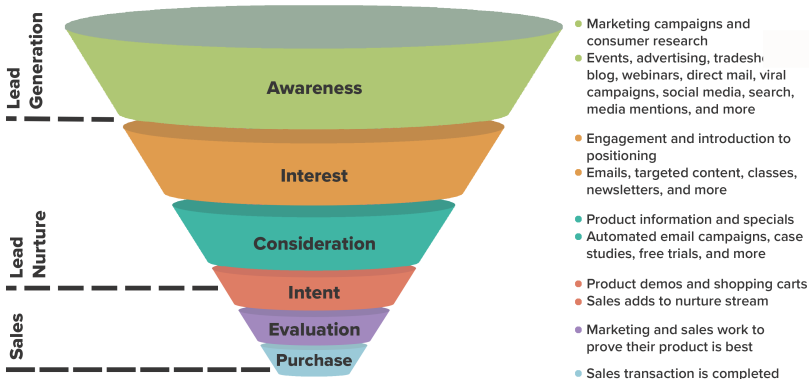 Lead
Generation
Awareness
Interest
Lead
Nurture
Consideration
Intent
Sales
Evaluation
Purchase
Marketing campaigns and
consumer research
Events, advertising,
blog, webinars, direct mail, viral
campaigns, social media, search,
media mentions, and more
Engagement and introduction to
positioning
Emails, targeted content, classes,
newsletters, and more
Product information and specials
Automated email campaigns, case
studies, free trials, and more
Product demos and shopping carts
Sales adds to nurture stream
Marketing and sales work to
prove their product is best
Sales transaction is completed